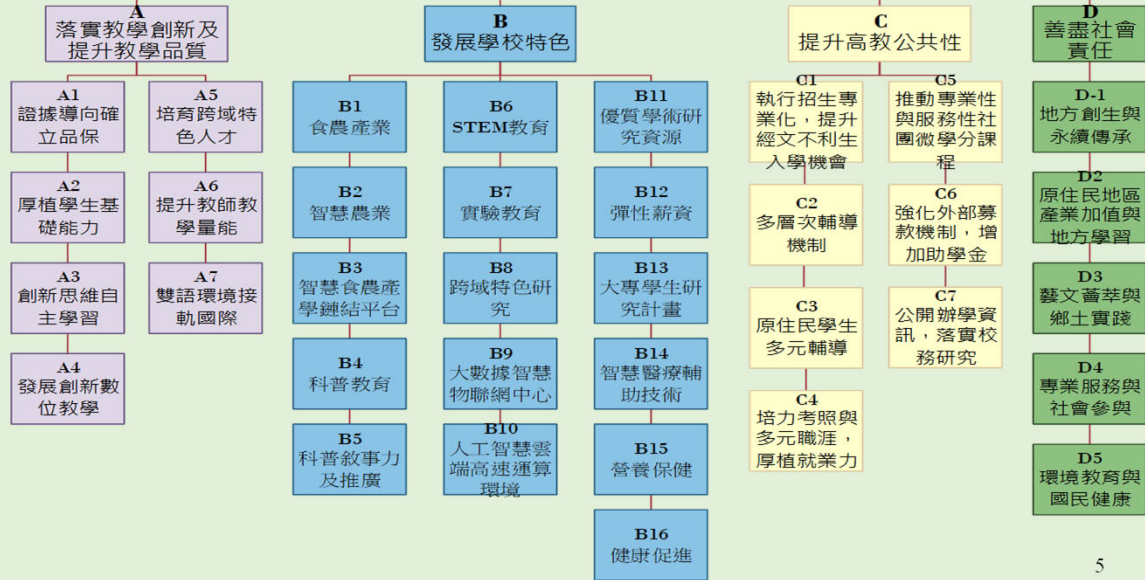 A
落實教學創新及
提升教學品質
A1
證據導向確
立品保
A2
厚植學生基
礎能力
A3
創新思維自
主學習
A4
發展創新數
位教學
A5
培育跨域特
色人才
A6
提升教師教
學量能
A7
雙語環境接
軌國際
B
發展學校特色
B1
食農產業
B2
智慧農業
B3
智慧食農產
學鏈結平台
B4
科普教育
B5
科普敘事力
及推廣
B6
STEM教育
B7
實驗教育
B8
跨域特色研
究
B9
大數據智慧
物聯網中心
B10
人工智慧雲
端高速運算
環境
B11
優質學術研
究資源
B12
彈性薪資
B13
大專學生研
究計畫
B14
智慧醫療輔
助技術
B15
營養保健
B16
健康促進
C
提升高教公共性
C1
執行招生專
業化，提升
經文不利生
入學機會
C2
多層次輔導
機制
C3
原住民學生
多元輔導
C4
培力考照與
多元職涯，
厚植就業力
C5
推動專業性
與服務性社
團微學分課
程
C6
強化外部募
款機制，增
加助學金
C7
公開辦學資
訊，落實校
務研究
D
善盡社會
責任
D-1
地方創生與
永續傳承
D2
原住民地區
產業加值與
地方學習
D3
藝文薈萃與
鄉土實踐
D4
專業服務與
社會參與
D5
環境教育與
國民健康
5